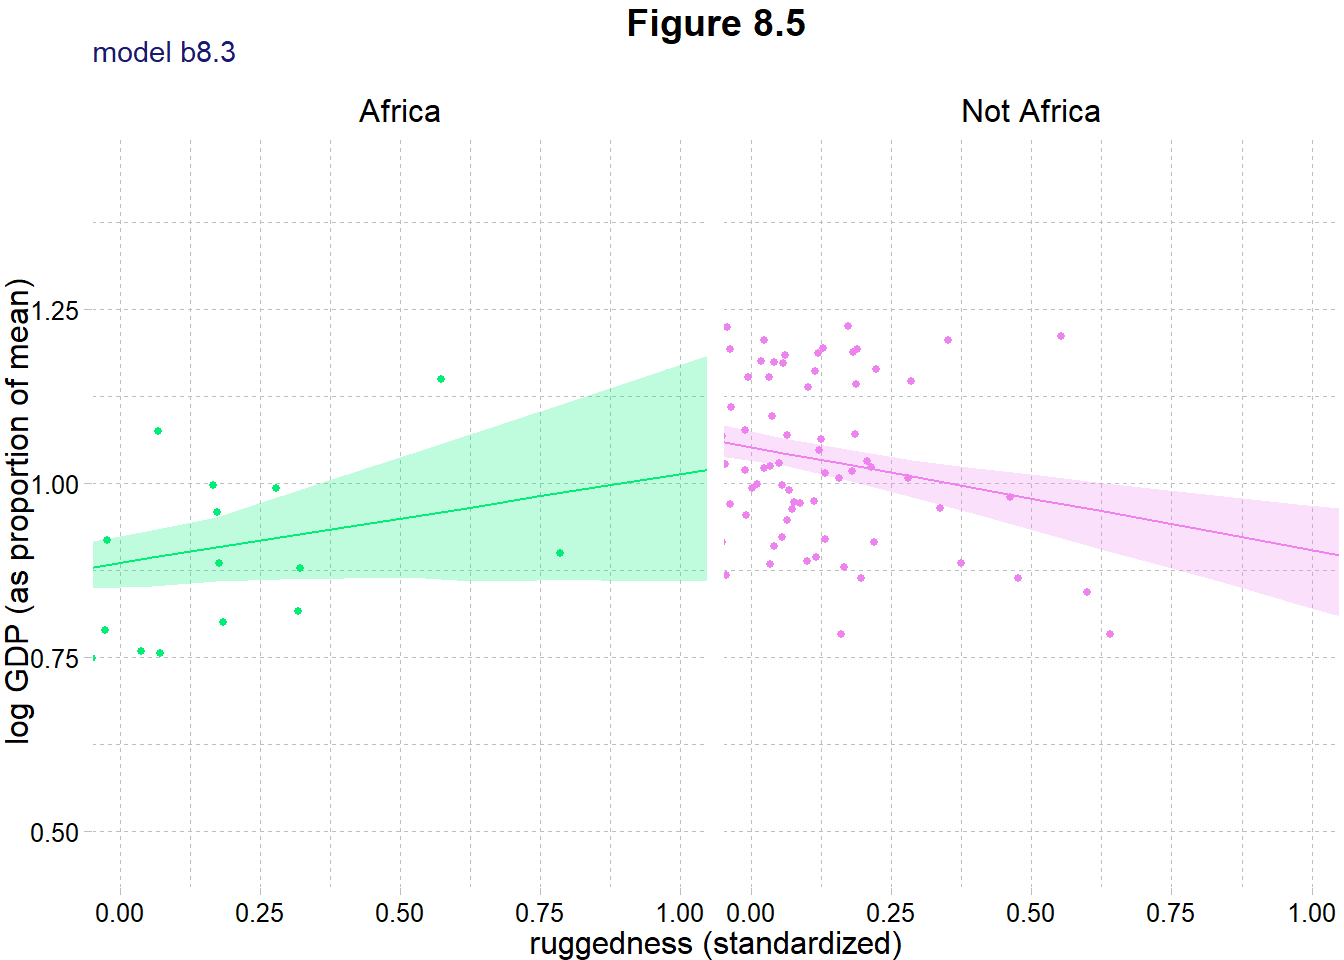 Figure 8.5
model b8.3
Africa
Not Africa
log GDP (as proportion of mean)
1.25
1.00
0.75
0.50
0.00 0.25 0.50 0.75 1.00
0.00 0.25 0.50 0.75 1.00
ruggedness (standardized)